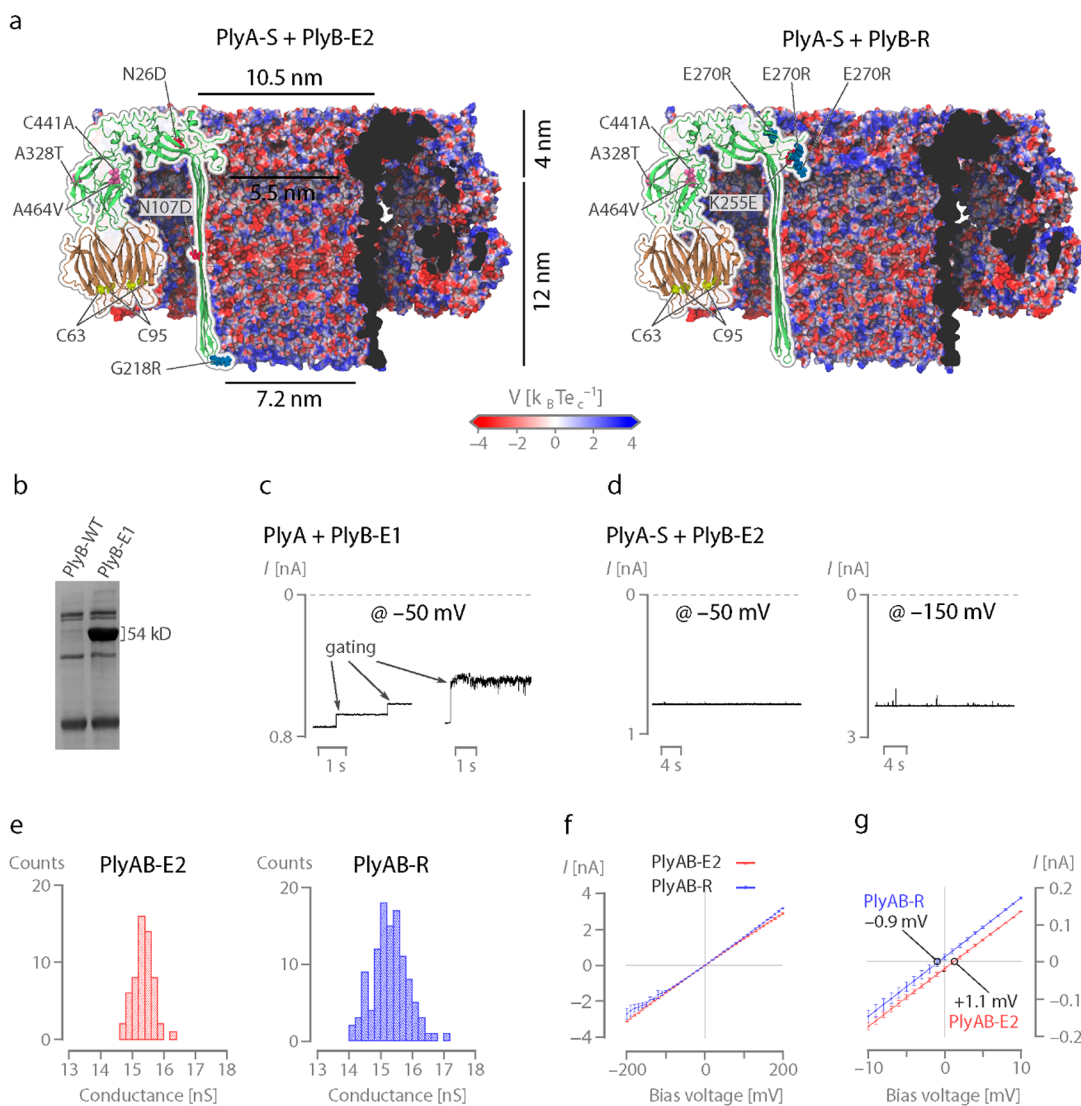 a
PlyA-S + PlyB-E2
N26D
10.5 nm
C441A
A328T
A464V
N107D
5.5 nm
C63
C95
G218R
7.2 nm
4 nm
12 nm
PlyA-S + PlyB-R
E270R
E270R
E270R
C441A
A328T
A464V
K255E
C63
C95
V [k B Te c −1]
−4 −2 0 2 4
b
PlyB-WT
PlyB-E1
54 kD
c
PlyA + PlyB-E1
I [nA]
0
@ −50 mV
gating
0.8
1 s
1 s
d
PlyA-S + PlyB-E2
I [nA]
0
@ −50 mV
1
4 s
I [nA]
0
@ −150 mV
3
4 s
e
Counts
PlyAB-E2
20
10
0
13 14 15 16 17 18
Conductance [nS]
Counts
PlyAB-R
20
10
0
13 14 15 16 17 18
Conductance [nS]
f
I [nA]
PlyAB-E2
PlyAB-R
4
2
0
−2
−4
−200 0 200
Bias voltage [mV]
g
I [nA]
PlyAB-R
−0.9 mV
+1.1 mV
PlyAB-E2
0.2
0.1
0
−0.1
−0.2
−10 0 10
Bias voltage [mV]